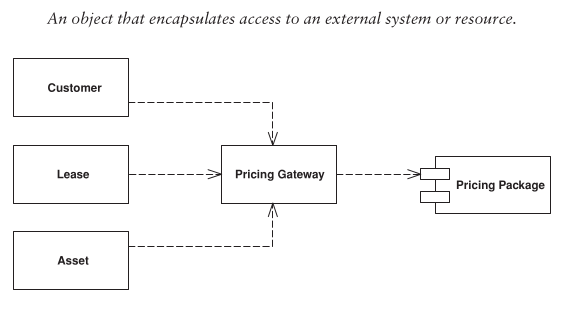 An object that encapsulates access to an external system or resource.
Customer
Lease
Pricing Gateway
Pricing Package
Asset